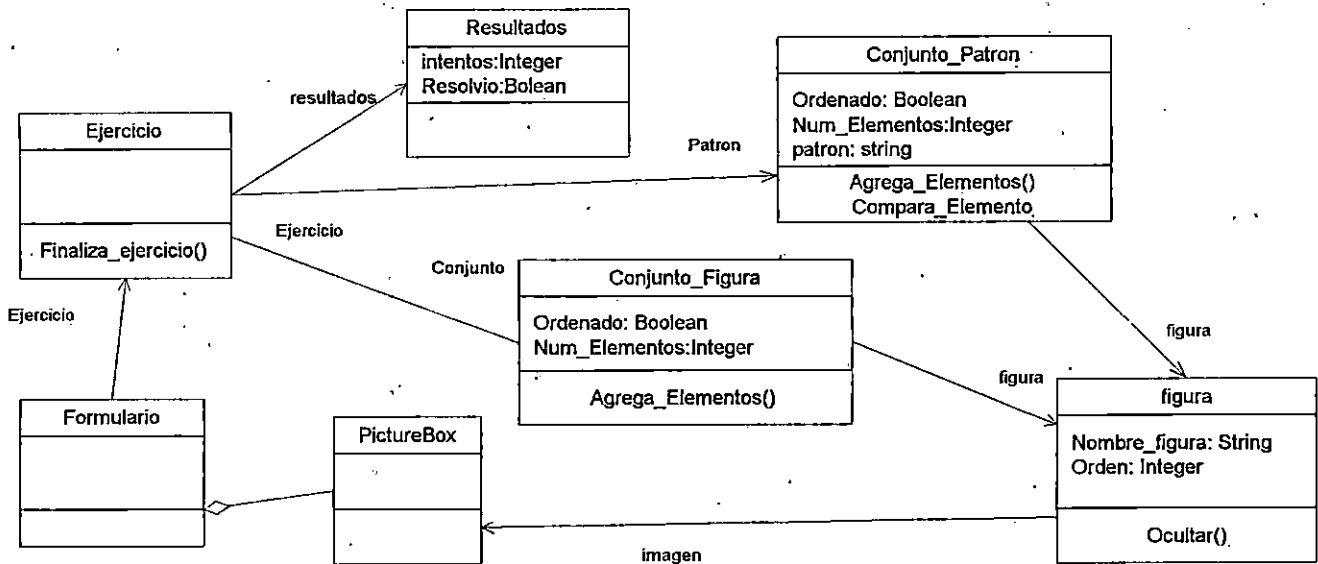 Resultados
intentos:Integer
Resolvio:Bolean
resultados
Conjunto_Patron
Ordenado: Boolean
Num_Elementos:Integer
patron: string
Agrega_Elementos()
Compara_Elemento
Patron
Ejercicio
Finaliza_ejercicio()
Ejercicio
Conjunto
Conjunto_Figura
Ordenado: Boolean
Num_Elementos:Integer
Agrega_Elementos()
Ejercicio
figura
figura
figura
Nombre_figura: String
Orden: Integer
Ocultar()
Formulario
PictureBox
imagen